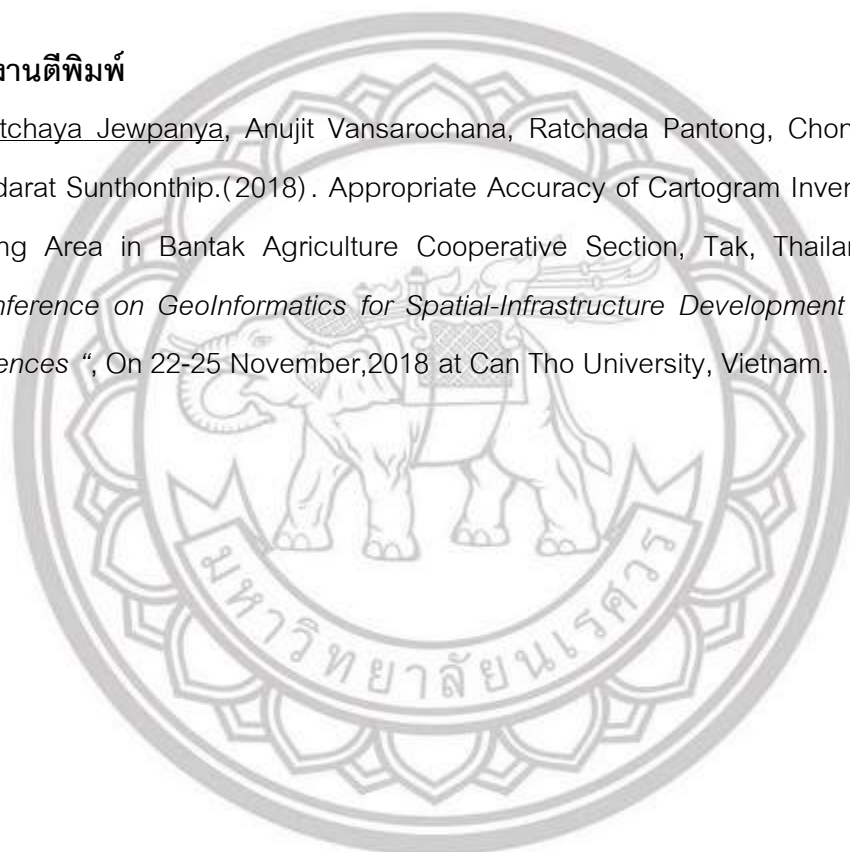 งานตีพิมพ์
tchaya Jewpanya, Anujit Vansarochana, Ratchada Pantong, Chon
darat Sunthonthip.(2018). Appropriate Accuracy of Cartogram Inven
ng Area in Bantak Agriculture Cooperative Section, Tak, Thailan
nference on GeoInformatics for Spatial-Infrastructure Development
ences “, On 22-25 November,2018 at Can Tho University, Vietnam.
มหาวิทยาลัยนเรศวร